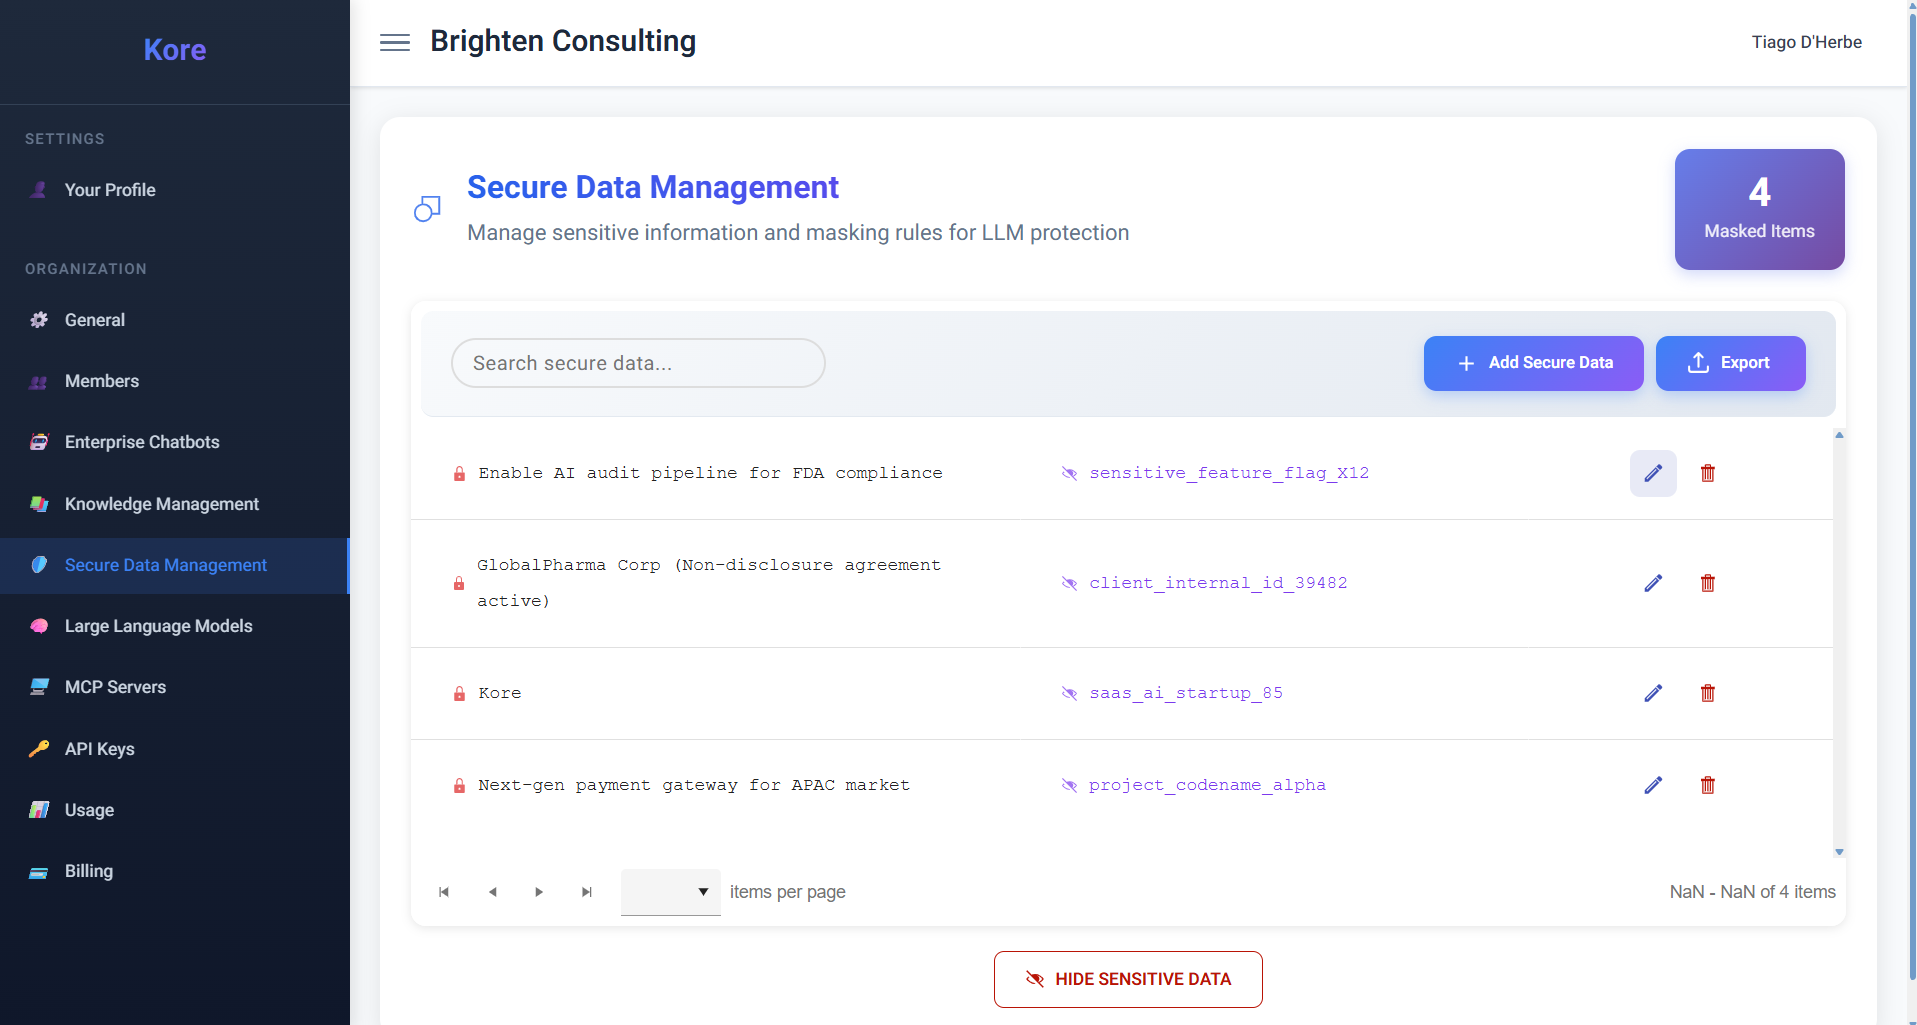 Kore
Brighten Consulting
Tiago D'Herbe
SETTINGS
Your Profile
ORGANIZATION
General
Members
Enterprise Chatbots
Knowledge Management
Secure Data Management
Large Language Models
MCP Servers
API Keys
Usage
Billing
Secure Data Management
Manage sensitive information and masking rules for LLM protection
4
Masked Items
Search secure data...
Add Secure Data
Export
Enable AI audit pipeline for FDA compliance
sensitive_feature_flag_X12
GlobalPharma Corp (Non-disclosure agreement
active)
client_internal_id_39482
Kore
saas_ai_startup_85
Next-gen payment gateway for APAC market
project_codename_alpha
items per page
NaN - NaN of 4 items
HIDE SENSITIVE DATA